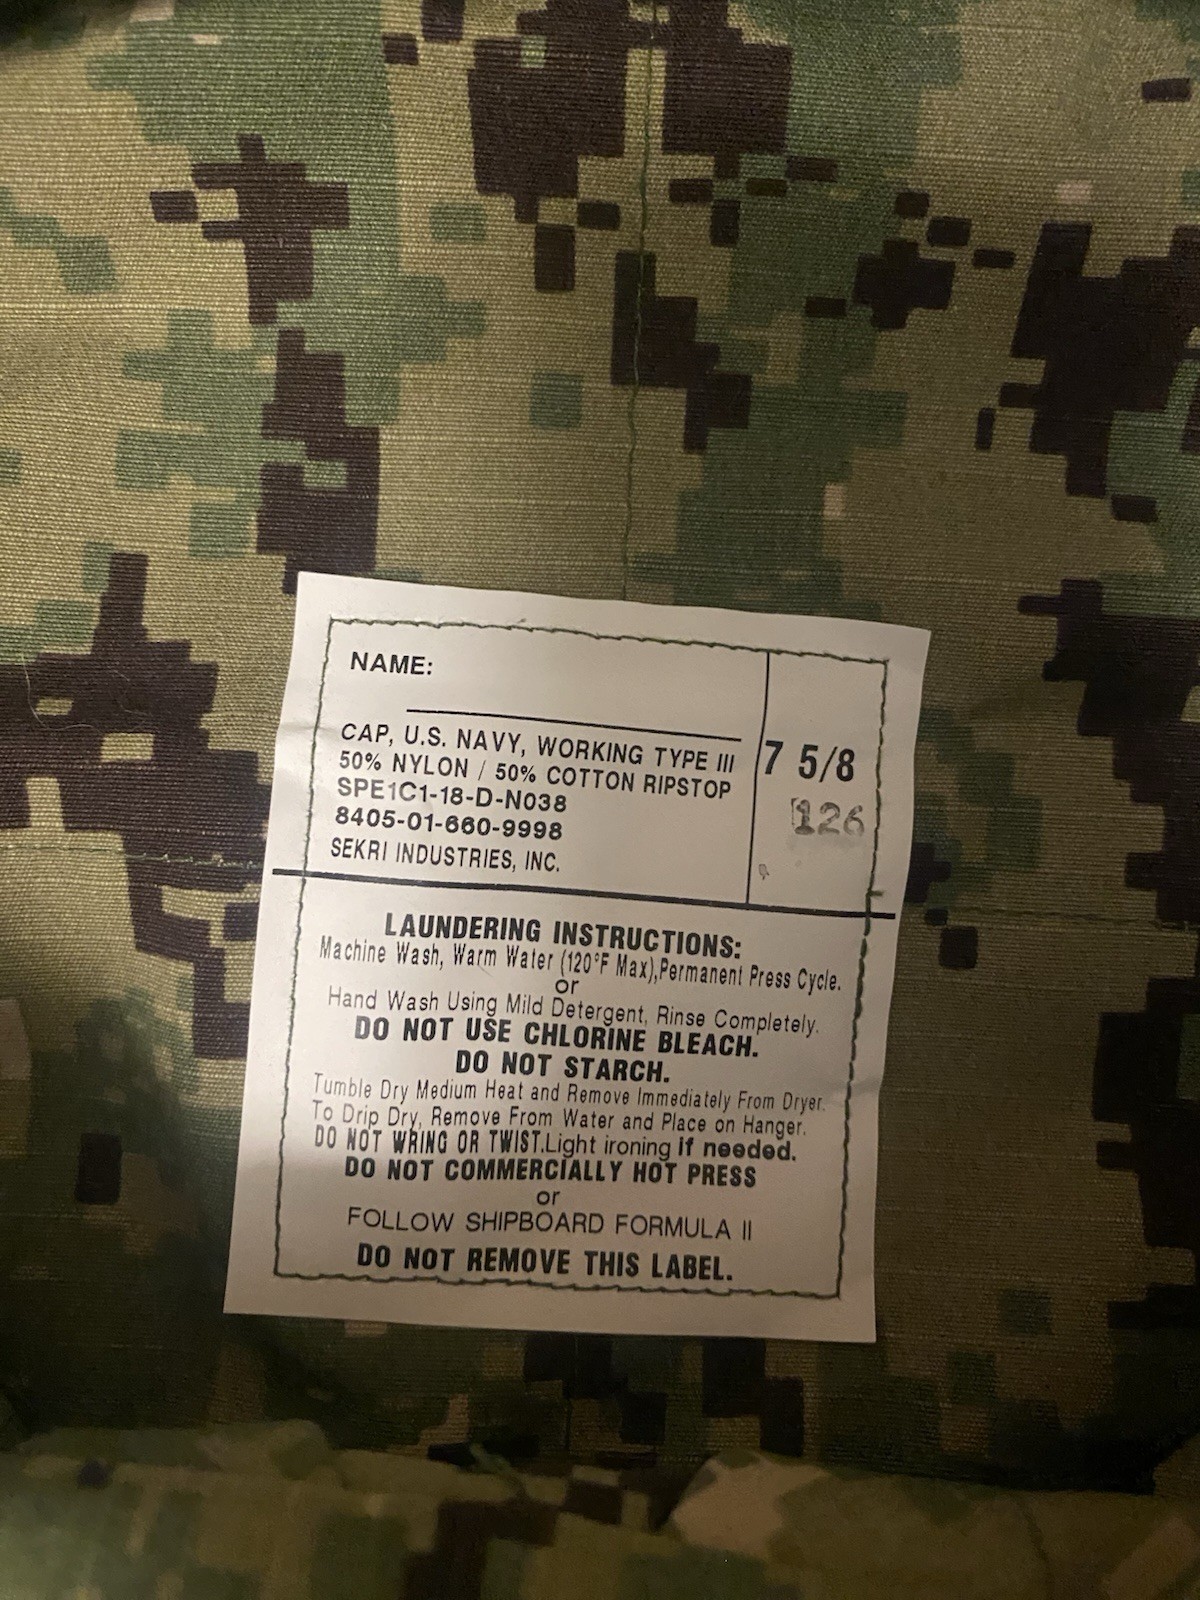 NAME:
CAP, U.S. NAVY, WORKING TYPE III
50% NYLON / 50% COTTON RIPSTOP
SPE1C1-18-D-N038
8405-01-660-9998
SEKRI INDUSTRIES, INC.
7 5/8
126
LAUNDERING INSTRUCTIONS:
Machine Wash, Warm Water (120°F Max),Permanent Press Cycle.
or
Hand Wash Using Mild Detergent, Rinse Completely.
DO NOT USE CHLORINE BLEACH.
DO NOT STARCH.
Tumble Dry Medium Heat and Remove Immediately From Dryer.
To Drip Dry, Remove From Water and Place on Hanger.
DO NOT WRING OR TWIST.Light ironing if needed.
DO NOT COMMERCIALLY HOT PRESS
or
FOLLOW SHIPBOARD FORMULA II
DO NOT REMOVE THIS LABEL.